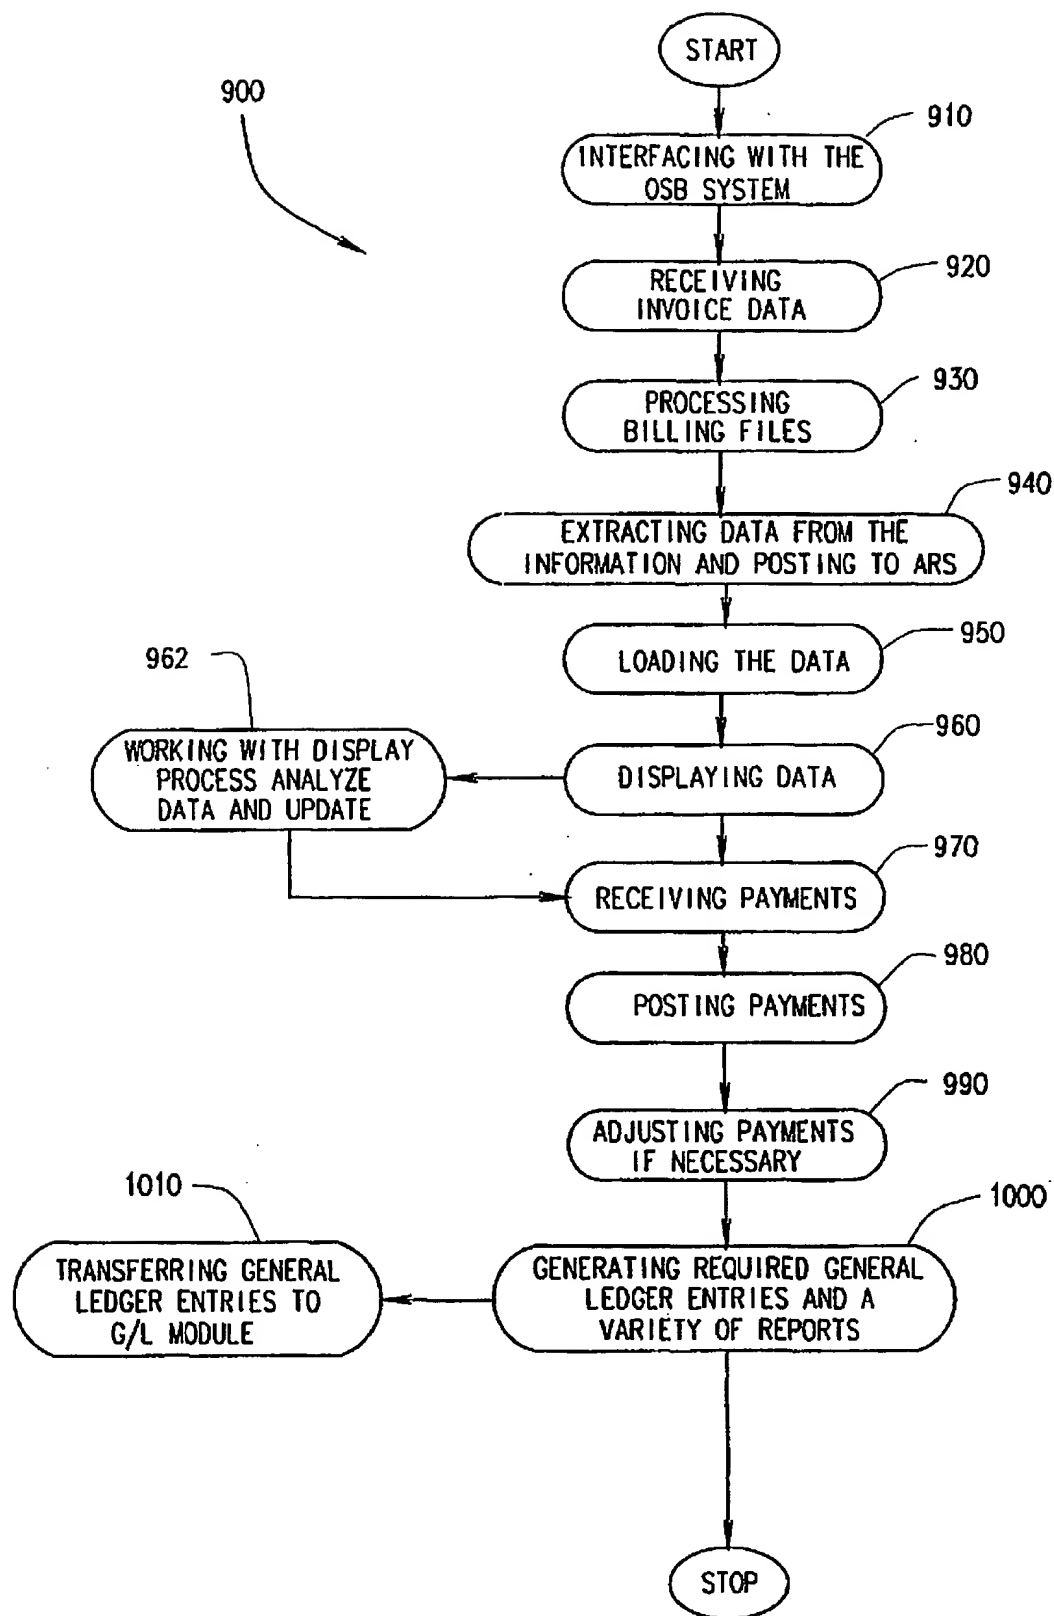 START
900
910
INTERFACING WITH THE
OSB SYSTEM
920
RECEIVING
INVOICE DATA
930
PROCESSING
BILLING FILES
940
EXTRACTING DATA FROM THE
INFORMATION AND POSTING TO ARS
950
LOADING THE DATA
962
960
WORKING WITH DISPLAY
PROCESS ANALYZE
DATA AND UPDATE
DISPLAYING DATA
970
RECEIVING PAYMENTS
980
POSTING PAYMENTS
990
ADJUSTING PAYMENTS
IF NECESSARY
1010
1000
TRANSFERRING GENERAL
LEDGER ENTRIES TO
G/L MODULE
GENERATING REQUIRED GENERAL
LEDGER ENTRIES AND A
VARIETY OF REPORTS
STOP